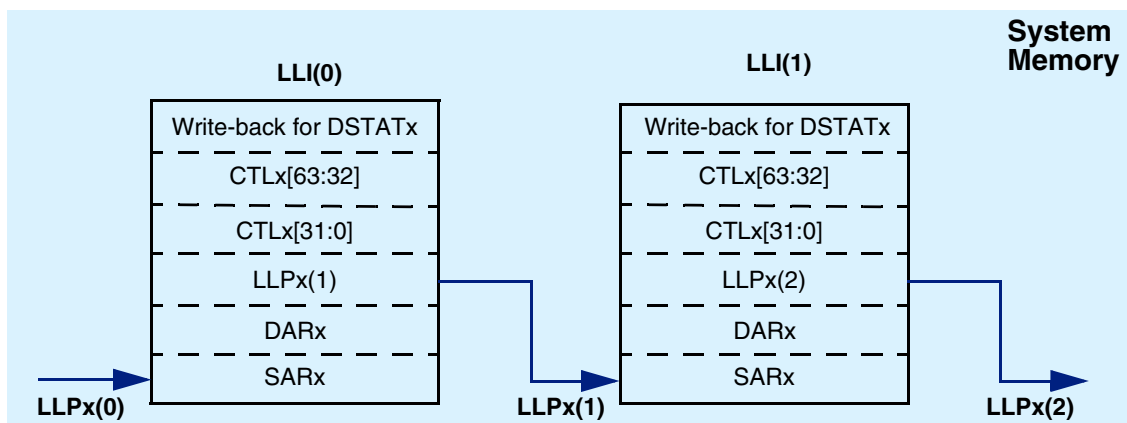 System
Memory
LLI(0)
Write-back for DSTATx
CTLx[63:32]
CTLx[31:0]
LLPx(1)
DARx
SARx
LLPx(0)
LLI(1)
Write-back for DSTATx
CTLx[63:32]
CTLx[31:0]
LLPx(2)
DARx
SARx
LLPx(1)
LLPx(2)